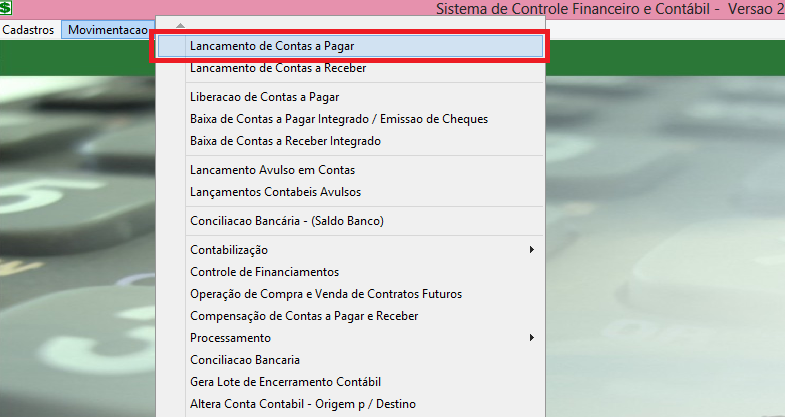 Sistema de Controle Financeiro e Contábil - Versao 2
Cadastros Movimentacao
Lancamento de Contas a Pagar
Lancamento de Contas a Receber
Liberacao de Contas a Pagar
Baixa de Contas a Pagar Integrado / Emissao de Cheques
Baixa de Contas a Receber Integrado
Lancamento Avulso em Contas
Lançamentos Contabeis Avulsos
Conciliacao Bancária - (Saldo Banco)
Contabilização
Controle de Financiamentos
Operação de Compra e Venda de Contratos Futuros
Compensação de Contas a Pagar e Receber
Processamento
Conciliacao Bancaria
Gera Lote de Encerramento Contábil
Altera Conta Contabil - Origem p / Destino